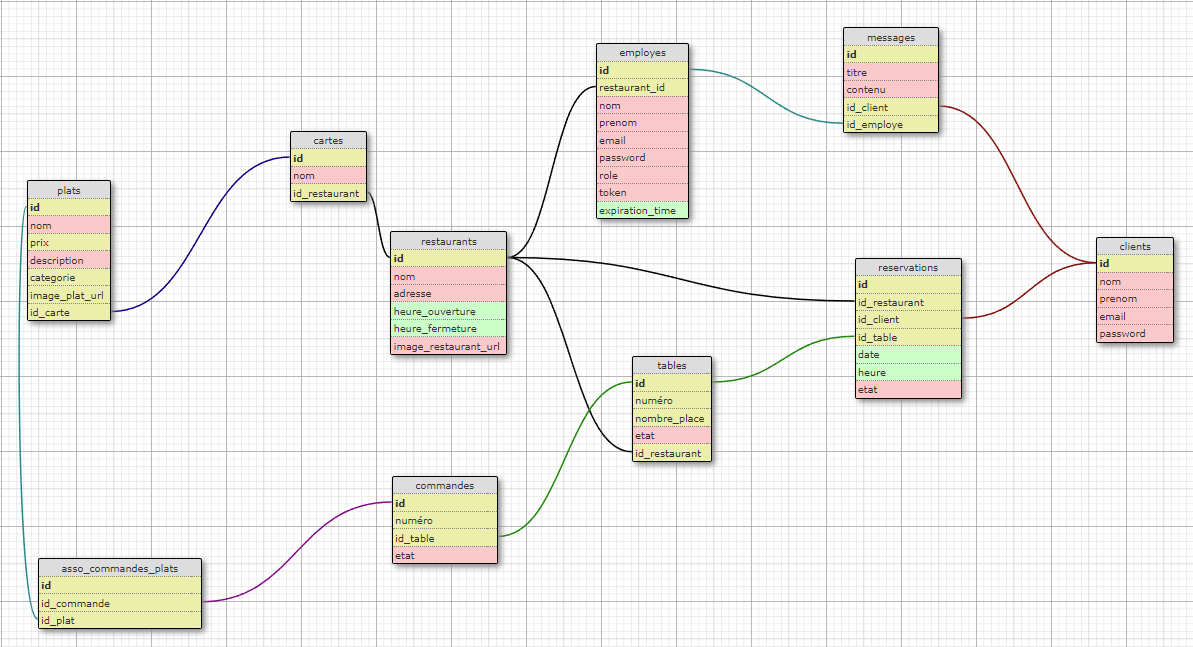 messages
id
titre
contenu
id_client
id_employe
employes
id
restaurant_id
nom
prenom
email
password
role
token
expiration_time
cartes
id
nom
id_restaurant
plats
id
nom
prix
description
categorie
image_plat_url
id_carte
restaurants
id
nom
adresse
heure_ouverture
heure_fermeture
image_restaurant_url
clients
id
nom
prenom
email
password
reservations
id
id_restaurant
id_client
id_table
date
heure
etat
tables
id
numéro
nombre_place
etat
id_restaurant
commandes
id
numéro
id_table
etat
asso_commandes_plats
id
id_commande
id_plat